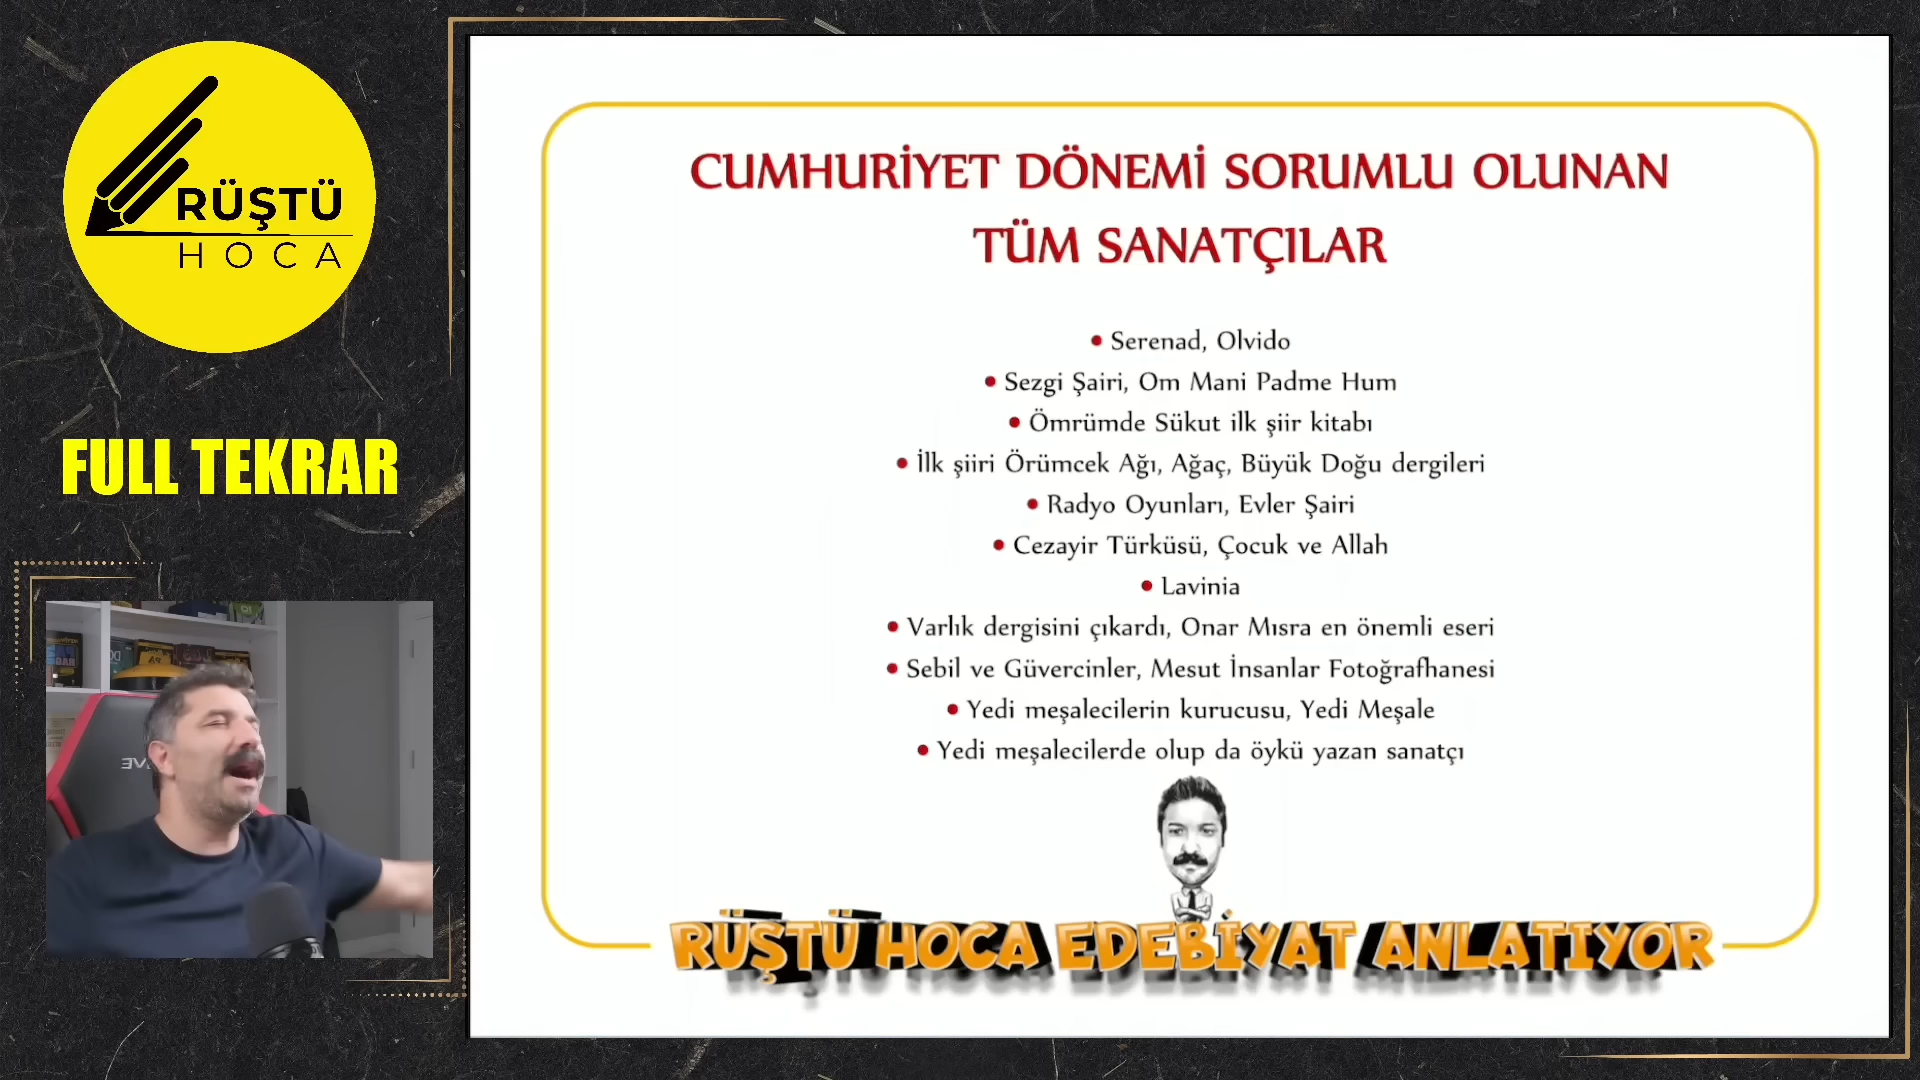 RÜŞTÜ
HOCA
FULL TEKRAR
CUMHURİYET DÖNEMİ SORUMLU OLUNAN
TÜM SANATÇILAR
• Serenad, Olvido
• Sezgi Şairi, Om Mani Padme Hum
• Ömrümde Sükut ilk şiir kitabı
• İlk şiiri Örümcek Ağı, Ağaç, Büyük Doğu dergileri
• Radyo Oyunları, Evler Şairi
• Cezayir Türküsü, Çocuk ve Allah
• Lavinia
• Varlık dergisini çıkardı, Onar Mısra en önemli eseri
• Sebil ve Güvercinler, Mesut İnsanlar Fotoğrafhanesi
• Yedi meşalecilerin kurucusu, Yedi Meşale
• Yedi meşalecilerde olup da öykü yazan sanatçı
RÜŞTÜ HOCA EDEBİYAT ANLATIYOR